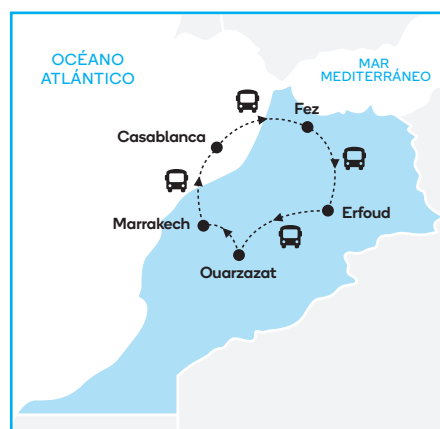 OCÉANO
ATLÁNTICO
MAR
MEDITERRÁNEO
Fez
Casablanca
Erfoud
Marrakech
Ouarzazat